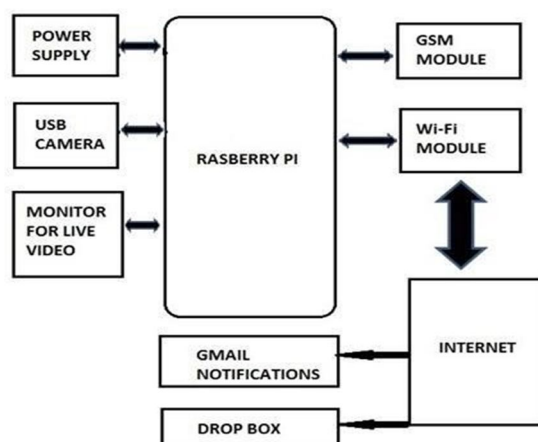 POWER
SUPPLY
USB
CAMERA
MONITOR
FOR LIVE
VIDEO
RASBERRY PI
GSM
MODULE
Wi-Fi
MODULE
INTERNET
GMAIL
NOTIFICATIONS
DROP BOX